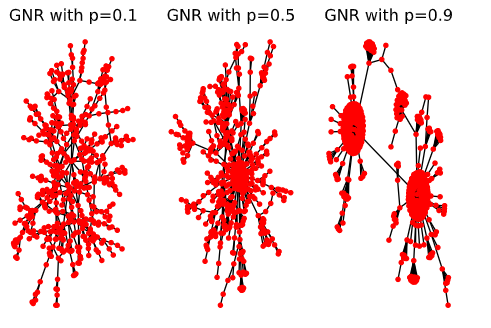 GNR with p=0.1
GNR with p=0.5
GNR with p=0.9